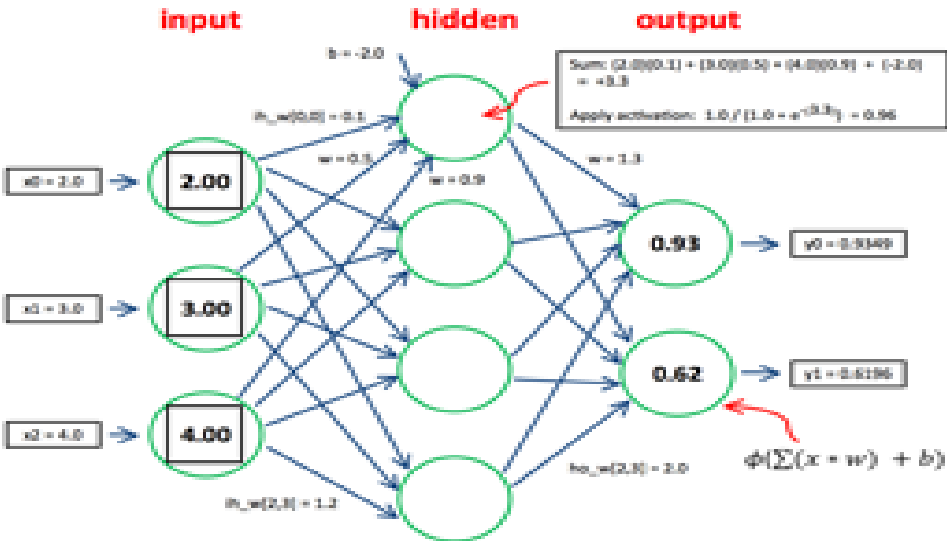 input hidden output
b = -2.0
Sum: (2.0)(0.1) + (3.0)(0.5) + (4.0)(0.9) + (-2.0)
= +3.3
Apply activation: 1.0 / (1.0 + e^-(3.3)) = 0.96
ih_w(0,0) = 0.1
w = 0.5
w = 0.9
w = 1.3
x0 = 2.0
2.00
0.93
y0 = 0.9349
x1 = 3.0
3.00
0.62
y1 = 0.6196
x2 = 4.0
4.00
ϕ(∑(x * w) + b)
ho_w(2,3) = 2.0
ih_w(2,3) = 1.2